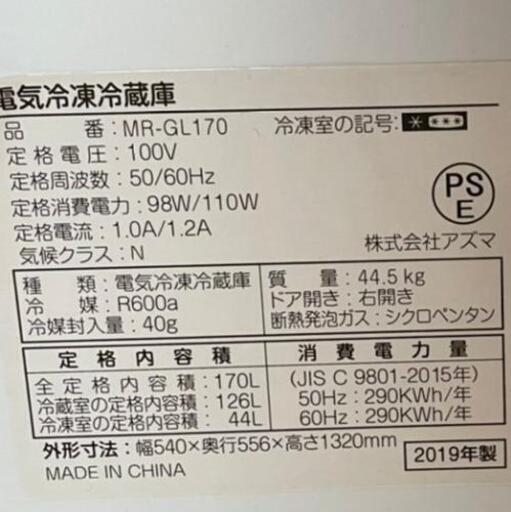 電気冷凍冷蔵庫
品番:MR-GL170 冷凍室の記号:
定格電圧:100V
定格周波数:50/60Hz
定格消費電力:98W/110W
定格電流:1.0A/1.2A
気候クラス:N
PS
E
株式会社アズマ
種類:電気冷凍冷蔵庫
冷媒:R600a
冷媒封入量:40g
質量:44.5kg
ドア開き:右開き
断熱発泡ガス:シクロペンタン
定格内容積
全定格内容積:170L
冷蔵室の定格内容積:126L
冷凍室の定格内容積:44L
消費電力量
(JIS C 9801-2015年)
50Hz:290KWh/年
60Hz:290KWh/年
外形寸法:幅540×奥行556×高さ1320mm
MADE IN CHINA
2019年製